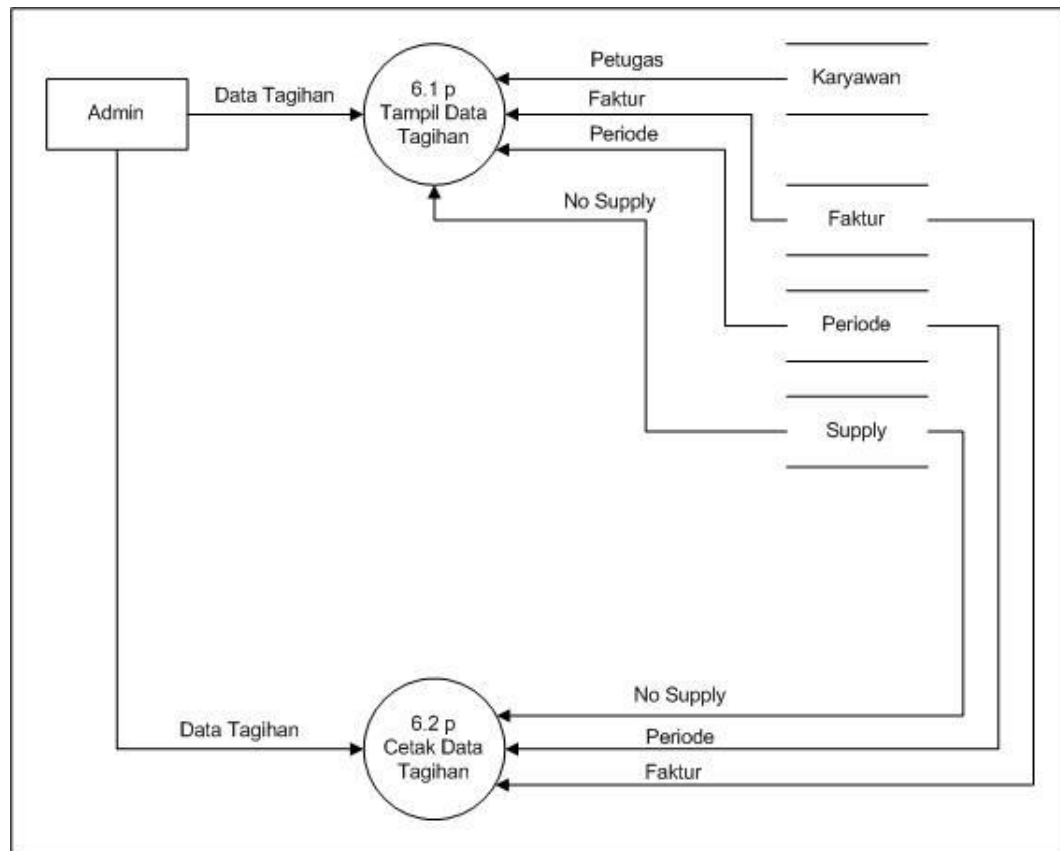 Admin
Data Tagihan
6.1 p
Tampil Data
Tagihan
Petugas
Faktur
Periode
No Supply
Karyawan
Faktur
Periode
Supply
Data Tagihan
6.2 p
Cetak Data
Tagihan
No Supply
Periode
Faktur